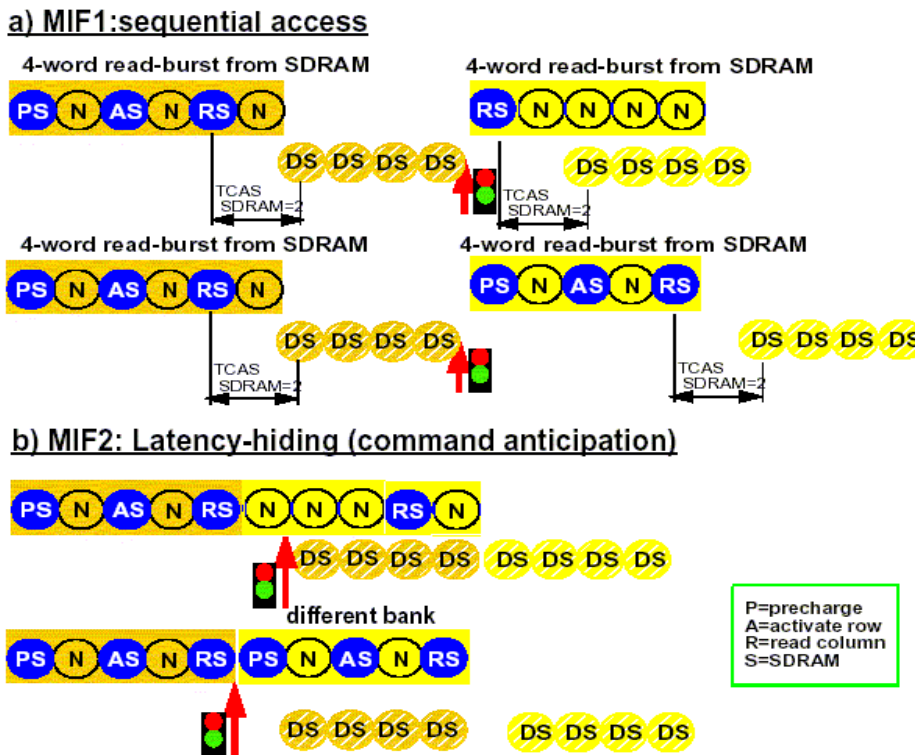 a) MIF1:sequential access
4-word read-burst from SDRAM 4-word read-burst from SDRAM
PS N AS N RS N RS N N N N
DS DS DS DS DS DS DS DS
TCAS TCAS
SDRAM=2 SDRAM=2
4-word read-burst from SDRAM 4-word read-burst from SDRAM
PS N AS N RS N PS N AS N RS
DS DS DS DS DS DS DS DS
TCAS TCAS
SDRAM=2 SDRAM=2
b) MIF2: Latency-hiding (command anticipation)
PS N AS N RS N N N RS N
DS DS DS DS DS DS DS DS
different bank
P=precharge
A=activate row
R=read column
S=SDRAM
PS N AS N RS PS N AS N RS
DS DS DS DS DS DS DS DS